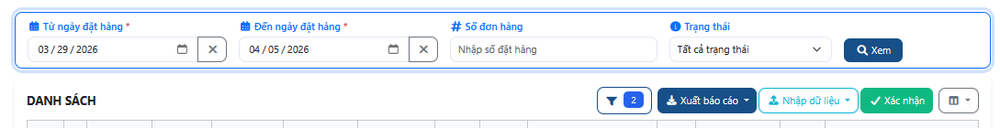 Từ ngày đặt hàng * Đến ngày đặt hàng * Số đơn hàng Trạng thái
03 / 29 / 2026 04 / 05 / 2026 Nhập số đặt hàng Tất cả trạng thái Xem
DANH SÁCH 2 Xuất báo cáo Nhập dữ liệu Xác nhận